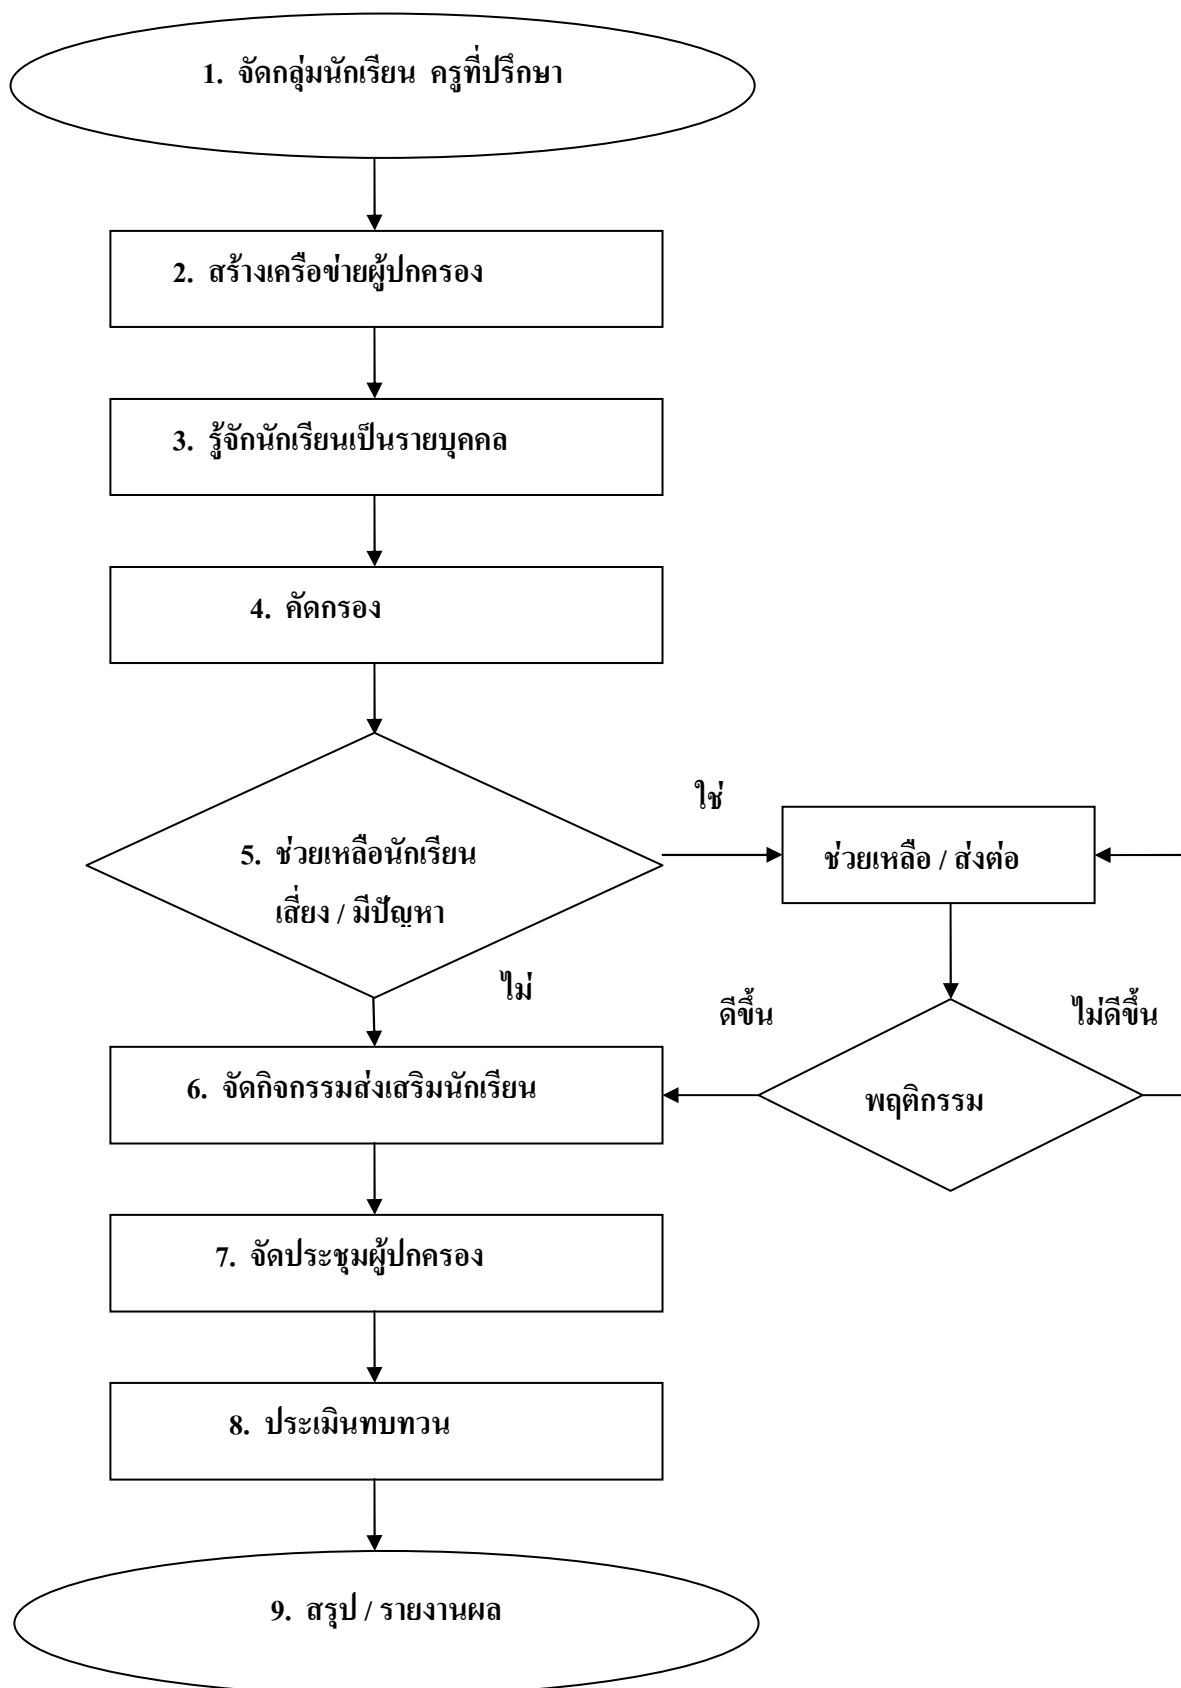 1. จัดกลุ่มนักเรียน ครูที่ปรึกษา
2. สร้างเครือข่ายผู้ปกครอง
3. รู้จักนักเรียนเป็นรายบุคคล
4. คัดกรอง
ใช่
5. ช่วยเหลือนักเรียน
เสี่ยง / มีปัญหา
ช่วยเหลือ / ส่งต่อ
ไม่
ดีขึ้น
ไม่ดีขึ้น
6. จัดกิจกรรมส่งเสริมนักเรียน
พฤติกรรม
7. จัดประชุมผู้ปกครอง
8. ประเมินทบทวน
9. สรุป / รายงานผล